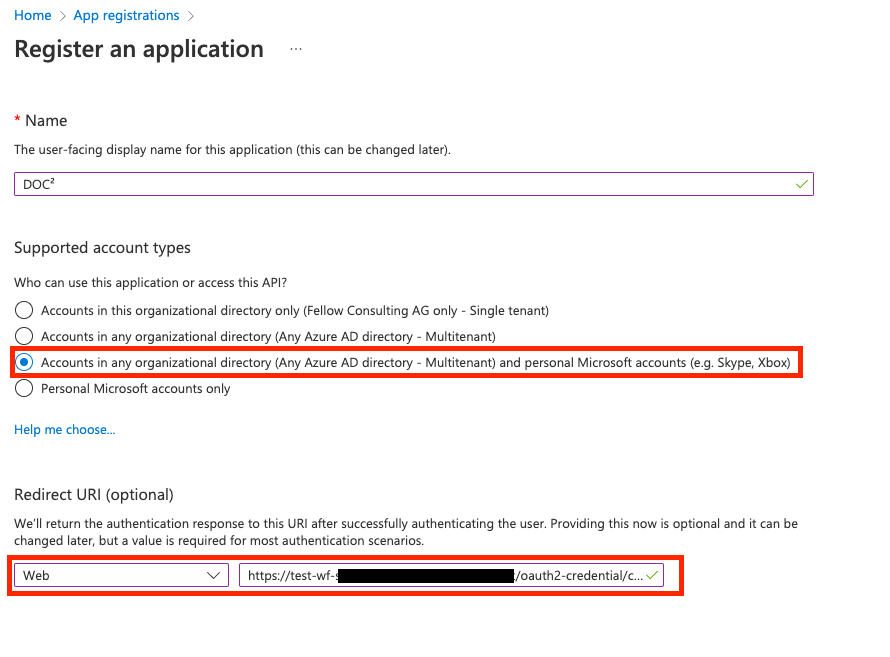 Home > App registrations >
Register an application ...
* Name
The user-facing display name for this application (this can be changed later).
DOC²
Supported account types
Who can use this application or access this API?
Accounts in this organizational directory only (Fellow Consulting AG only - Single tenant)
Accounts in any organizational directory (Any Azure AD directory - Multitenant)
Accounts in any organizational directory (Any Azure AD directory - Multitenant) and personal Microsoft accounts (e.g. Skype, Xbox)
Personal Microsoft accounts only
Help me choose...
Redirect URI (optional)
We'll return the authentication response to this URI after successfully authenticating the user. Providing this now is optional and it can be
changed later, but a value is required for most authentication scenarios.
Web
https://test-wf- /oauth2-credential/c...